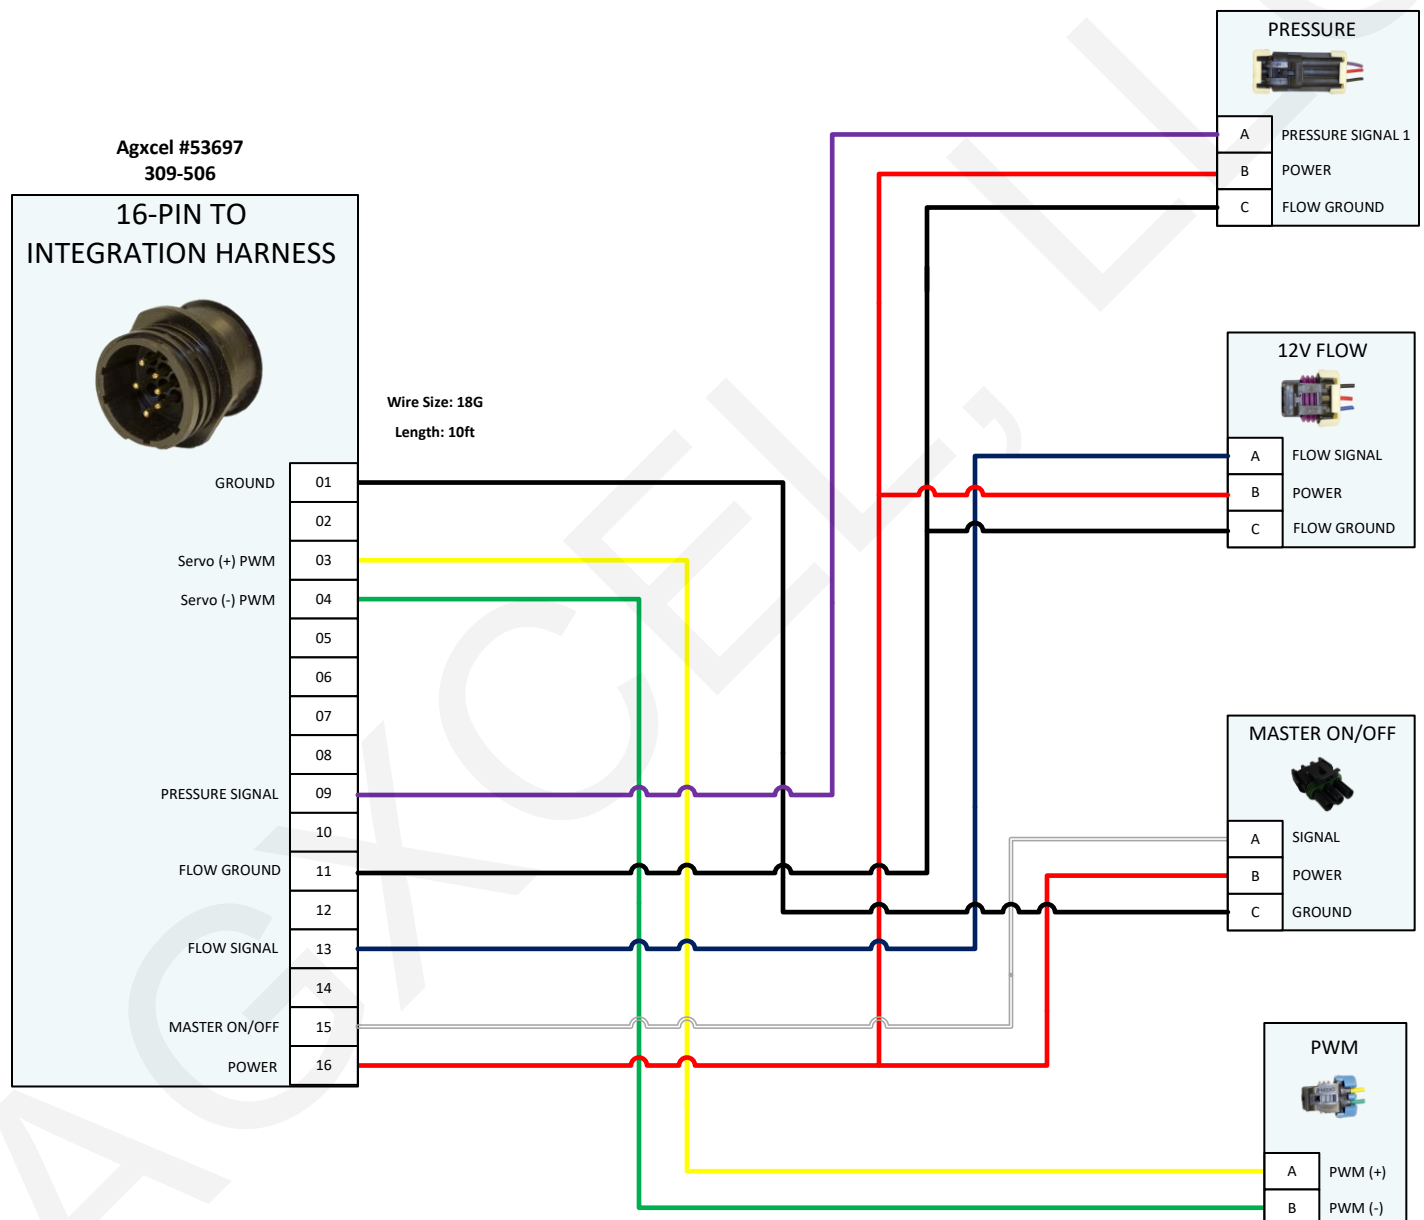 Agxcel #53697
309-506
16-PIN TO
INTEGRATION HARNESS
Wire Size: 18G
Length: 10ft
GROUND 01
02
Servo (+) PWM 03
Servo (-) PWM 04
05
06
07
08
PRESSURE SIGNAL 09
10
FLOW GROUND 11
12
FLOW SIGNAL 13
14
MASTER ON/OFF 15
POWER 16
PRESSURE
A PRESSURE SIGNAL 1
B POWER
C FLOW GROUND
12V FLOW
A FLOW SIGNAL
B POWER
C FLOW GROUND
MASTER ON/OFF
A SIGNAL
B POWER
C GROUND
PWM
A PWM (+)
B PWM (-)
AGXCEL, LLC